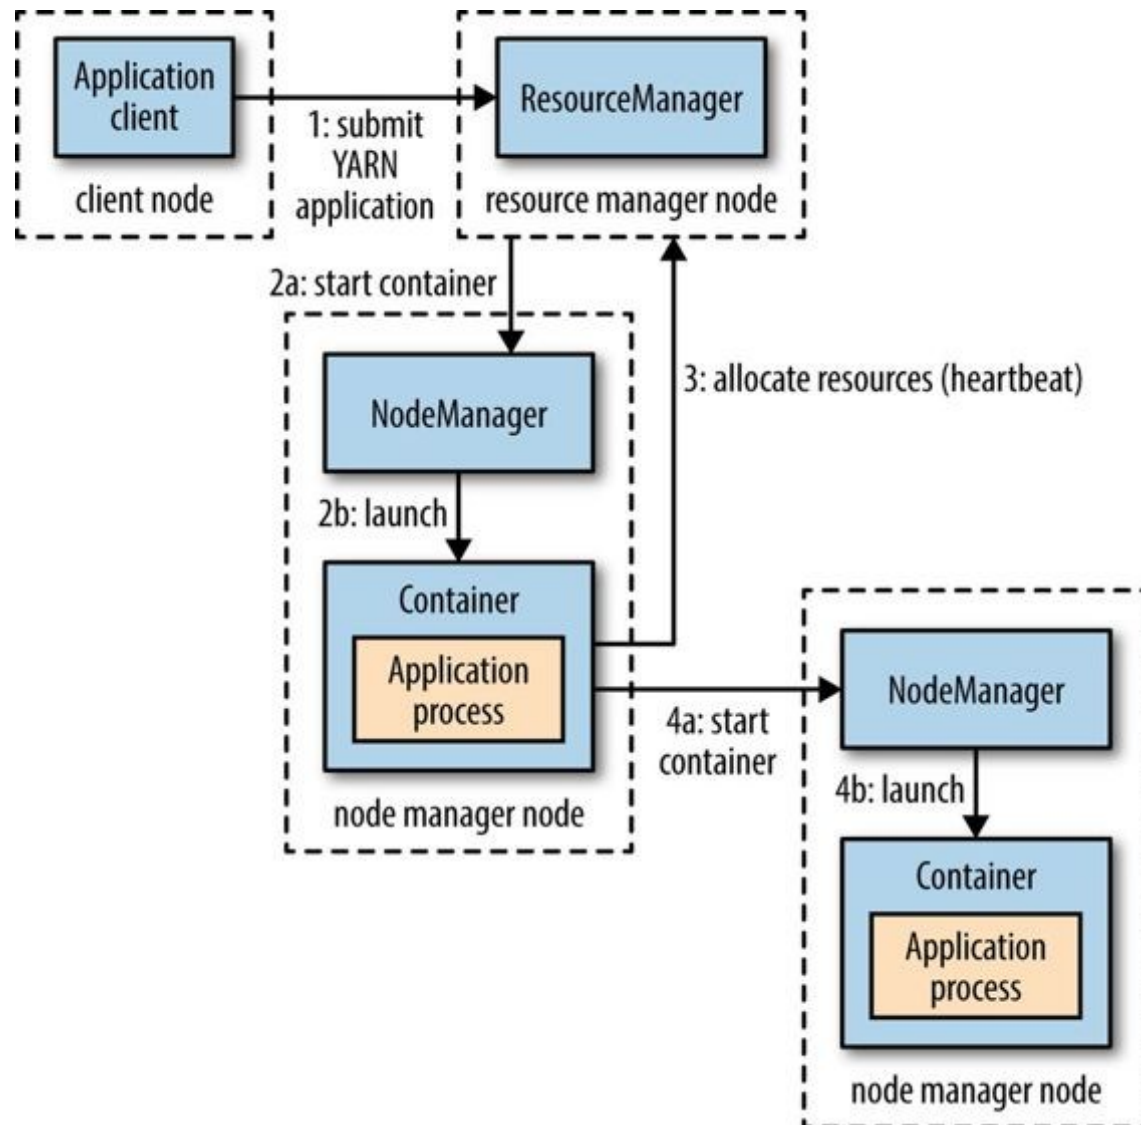 Application
client
client node
1: submit
YARN
application
ResourceManager
resource manager node
2a: start container
NodeManager
2b: launch
Container
Application
process
node manager node
3: allocate resources (heartbeat)
4a: start
container
NodeManager
4b: launch
Container
Application
process
node manager node